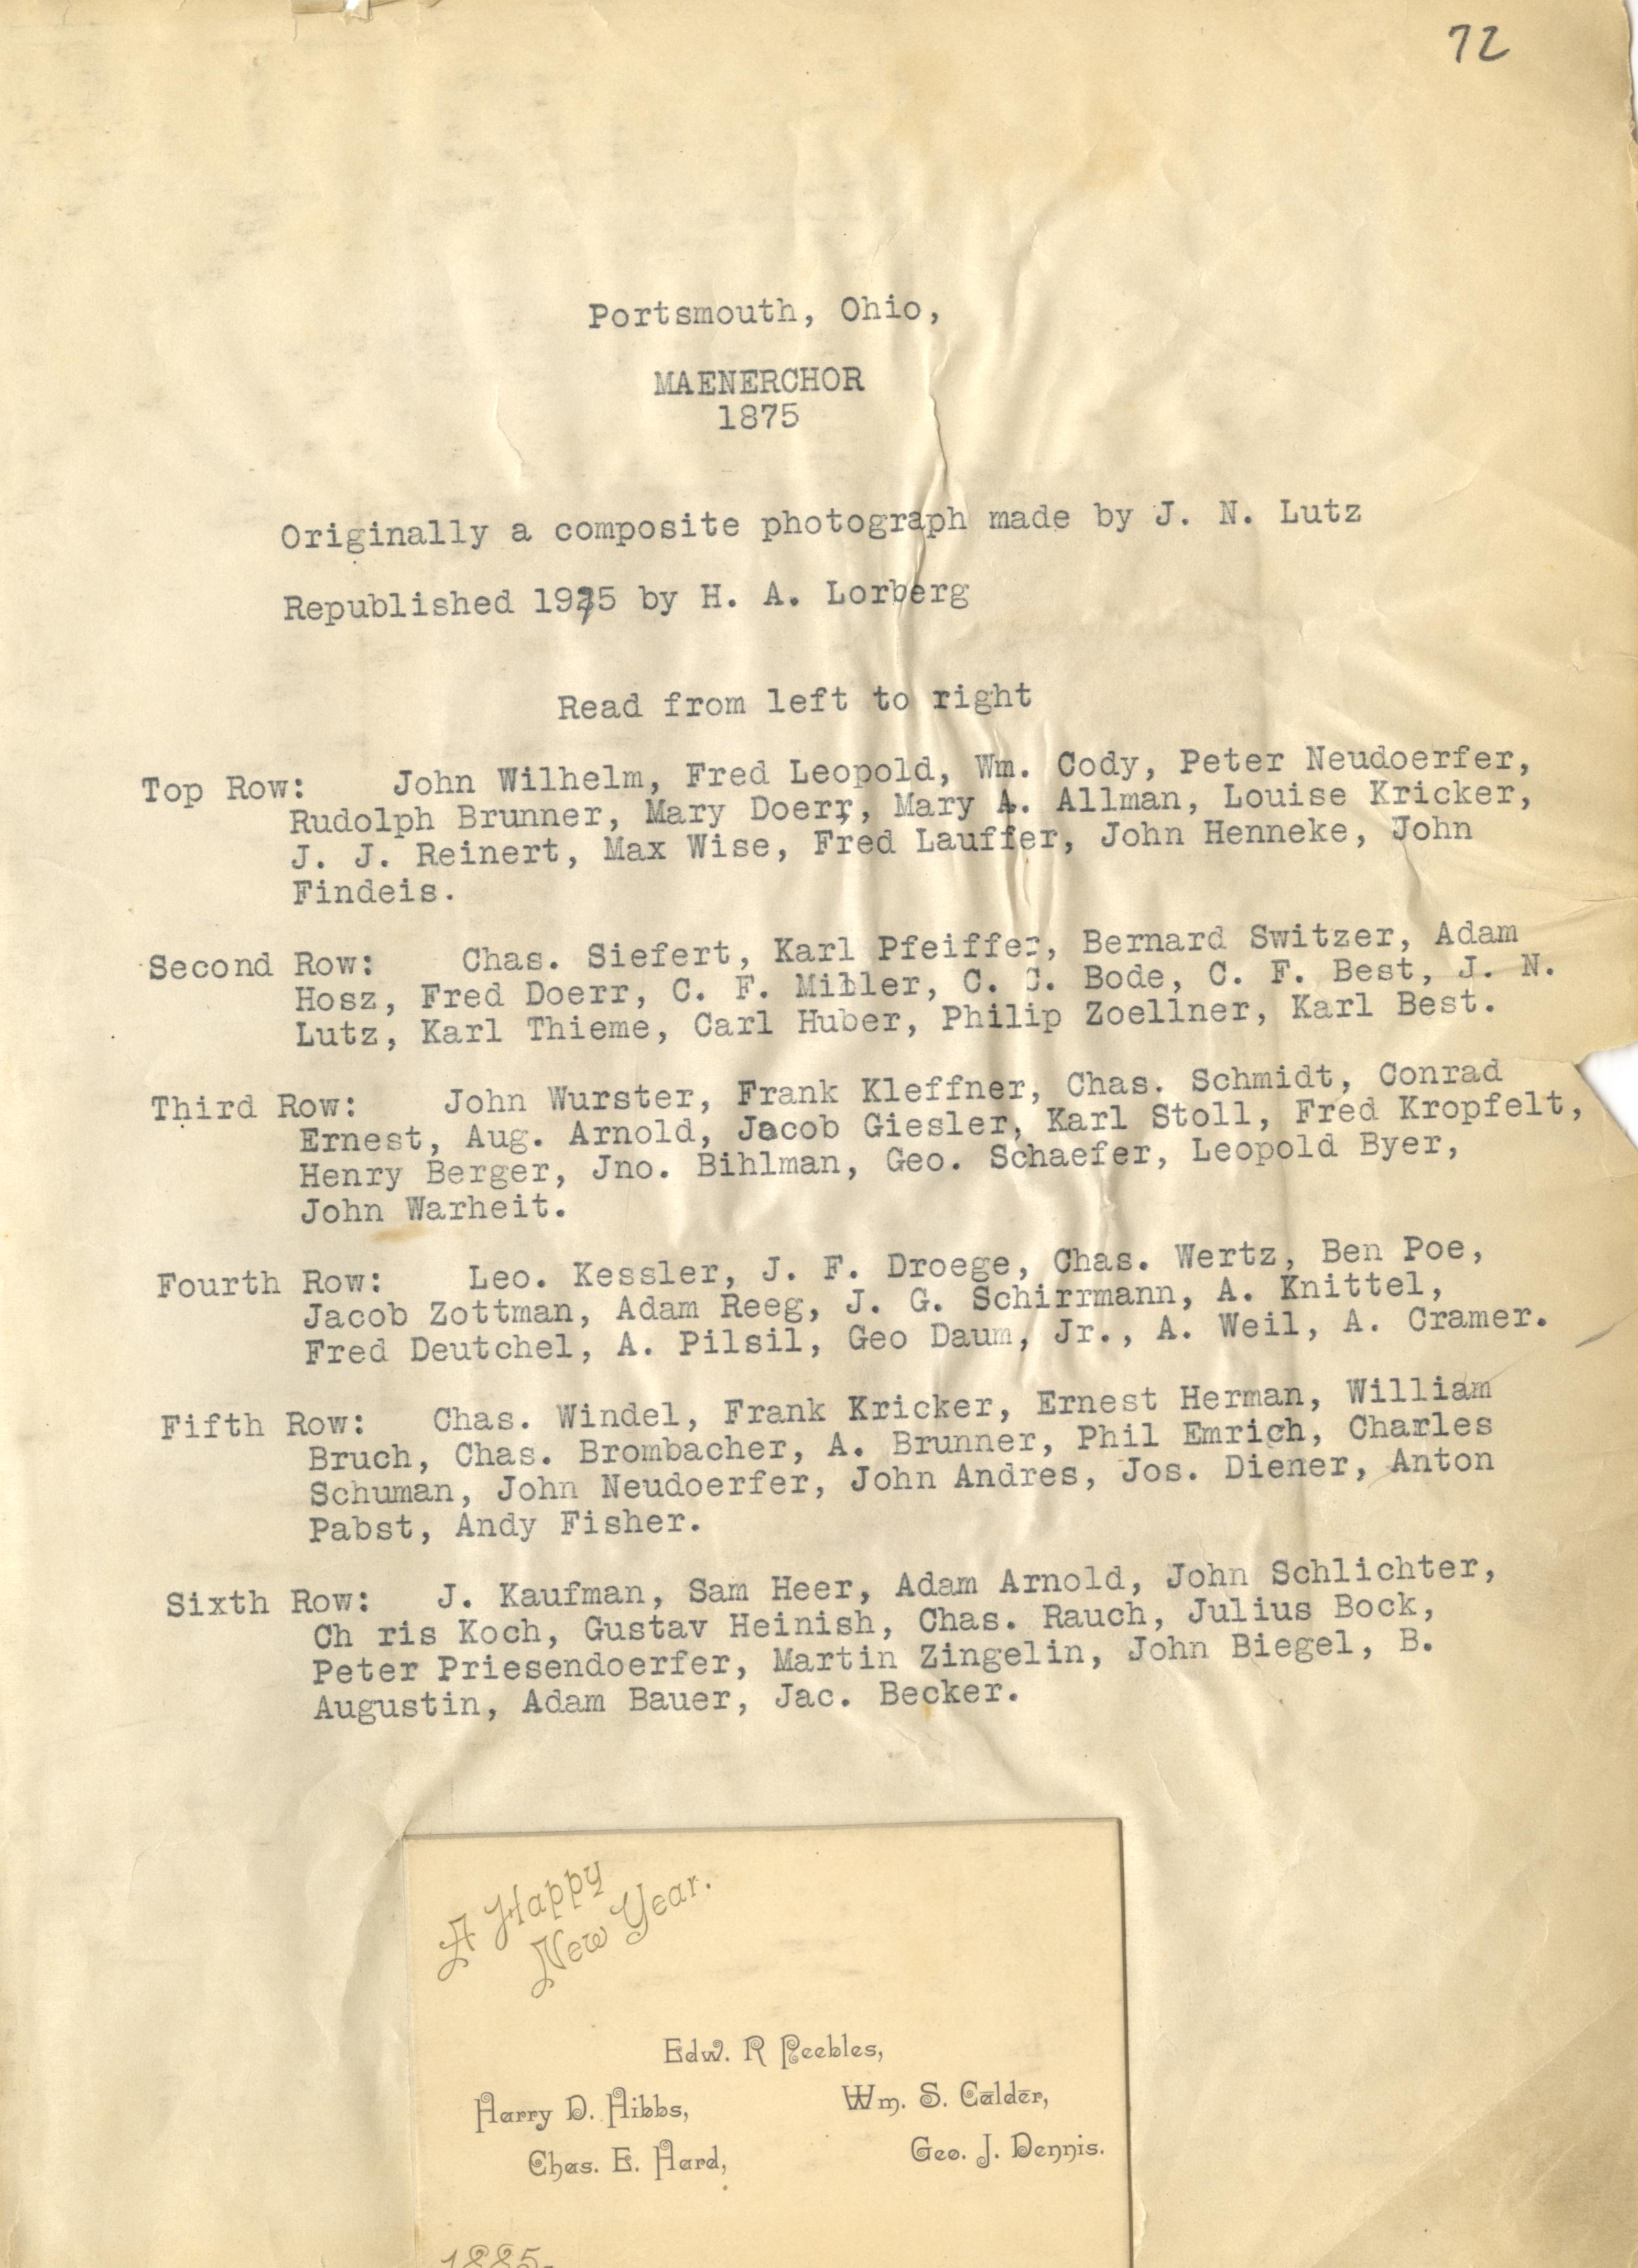 72
Portsmouth, Ohio,
MAENERCHOR
1875
Originally a composite photograph made by J. N. Lutz
Republished by H. A. Lorberg
Read from left to right
Top Row: John Wilhelm, Fred Leopold, Wm. Cody, Peter Neudoerfer,
Rudolph Brunner, Mary Doerr, Mary A. Allman, Louise Kricker,
J. J. Reinert, Max Wise, Fred Lauffer, John Henneke, John
Findeis.
Second Row: Chas. Siefert, Karl Pfeiffer, Bernard Switzer, Adam
Hosz, Fred Doerr, C. F. Miller, C. C. Bode, C. F. Best, J. N.
Lutz, Karl Thieme, Carl Huber, Philip Zoellner, Karl Best.
Third Row: John Wurster, Frank Kleffner, Chas. Schmidt, Conrad
Ernest, Aug. Arnold, Jacob Giesler, Karl Stoll, Fred Kropfelt,
Henry Berger, Jno. Bihlman, Geo. Schaefer, Leopold Byer,
John Warheit.
Fourth Row: Leo. Kessler, J. F. Droege, Chas. Wertz, Ben Poe,
Jacob Zottman, Adam Reeg, J. G. Schirrmann, A. Knittel,
Fred Deutchel, A. Pilsil, Geo Daum, Jr., A. Weil, A. Cramer.
Fifth Row: Chas. Windel, Frank Kricker, Ernest Herman, William
Bruch, Chas. Brombacher, A. Brunner, Phil Emrich, Charles
Schuman, John Neudoerfer, John Andres, Jos. Diener, Anton
Pabst, Andy Fisher.
Sixth Row: J. Kaufman, Sam Heer, Adam Arnold, John Schlichter,
Ch ris Koch, Gustav Heinish, Chas. Rauch, Julius Bock,
Peter Priesendoerfer, Martin Zingelin, John Biegel, B.
Augustin, Adam Bauer, Jac. Becker.
A Happy
New Year.
Edw. R Peebles,
Harry D. Hibbs, Wm. S. Calder,
Chas. E. Hard, Geo. J. Dennis.
1885-